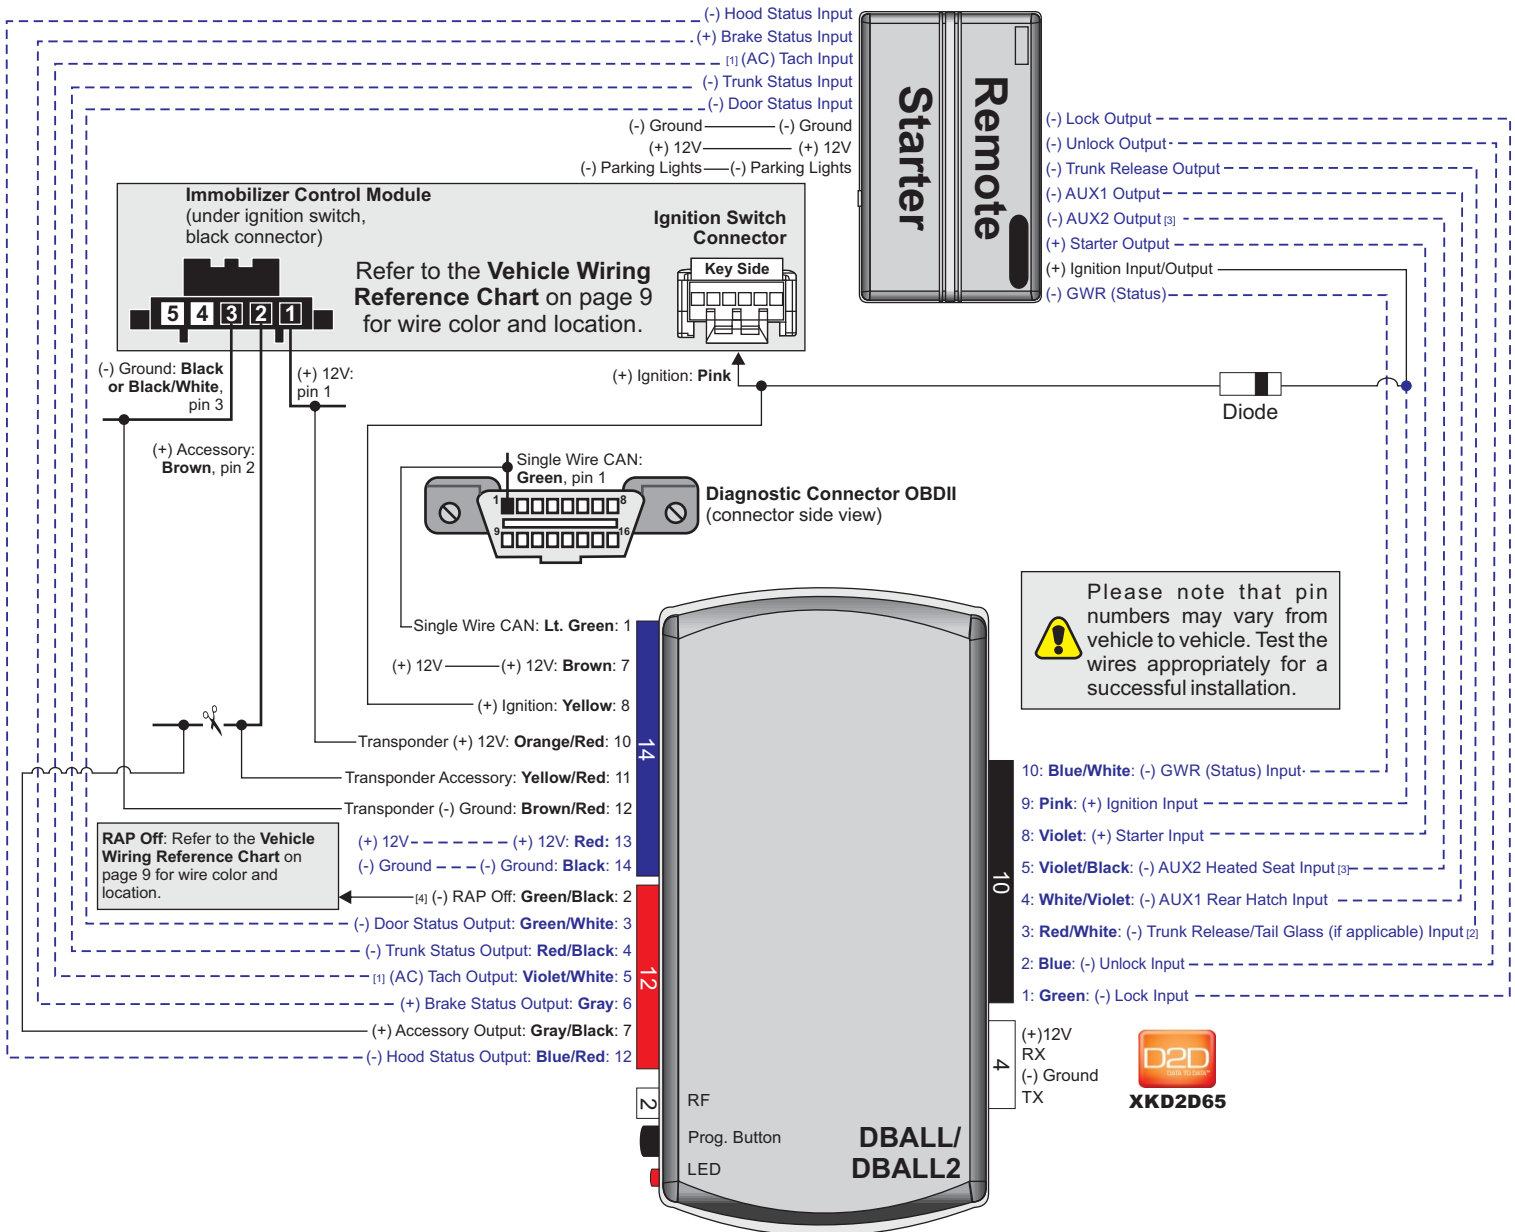 (-) Hood Status Input
(+) Brake Status Input
[1] (AC) Tach Input
(-) Trunk Status Input
(-) Door Status Input
(-) Ground (-) Ground
(+) 12V (+) 12V
(-) Parking Lights (-) Parking Lights
Remote
Starter
(-) Lock Output
(-) Unlock Output
(-) Trunk Release Output
(-) AUX1 Output
(-) AUX2 Output [3]
(+) Starter Output
(+) Ignition Input/Output
(-) GWR (Status)
Immobilizer Control Module
(under ignition switch,
black connector)
5 4 3 2 1
Refer to the Vehicle Wiring
Reference Chart on page 9
for wire color and location.
Ignition Switch
Connector
Key Side
(-) Ground: Black
or Black/White,
pin 3
(+) 12V:
pin 1
(+) Accessory:
Brown, pin 2
(+) Ignition: Pink
Diode
Single Wire CAN:
Green, pin 1
1 8
9 16
Diagnostic Connector OBDII
(connector side view)
Please note that pin
numbers may vary from
vehicle to vehicle. Test the
wires appropriately for a
successful installation.
Single Wire CAN: Lt. Green: 1
(+) 12V (+) 12V: Brown: 7
(+) Ignition: Yellow: 8
Transponder (+) 12V: Orange/Red: 10
Transponder Accessory: Yellow/Red: 11
Transponder (-) Ground: Brown/Red: 12
(+) 12V (+) 12V: Red: 13
(-) Ground (-) Ground: Black: 14
14
RAP Off: Refer to the Vehicle
Wiring Reference Chart on
page 9 for wire color and
location.
[4] (-) RAP Off: Green/Black: 2
(-) Door Status Output: Green/White: 3
(-) Trunk Status Output: Red/Black: 4
[1] (AC) Tach Output: Violet/White: 5
(+) Brake Status Output: Gray: 6
(+) Accessory Output: Gray/Black: 7
(-) Hood Status Output: Blue/Red: 12
12
2
RF
Prog. Button
LED
DBALL/
DBALL2
10
10: Blue/White: (-) GWR (Status) Input
9: Pink: (+) Ignition Input
8: Violet: (+) Starter Input
5: Violet/Black: (-) AUX2 Heated Seat Input [3]
4: White/Violet: (-) AUX1 Rear Hatch Input
3: Red/White: (-) Trunk Release/Tail Glass (if applicable) Input [2]
2: Blue: (-) Unlock Input
1: Green: (-) Lock Input
4
(+)12V
RX
(-) Ground
TX
D2D
DATA TO DATA
XKD2D65